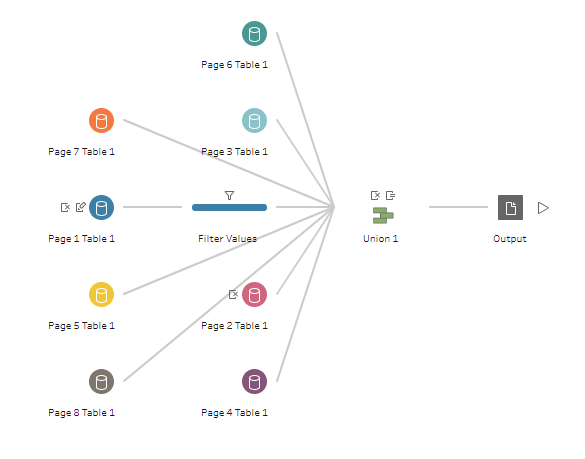 Page 6 Table 1
Page 7 Table 1
Page 3 Table 1
Page 1 Table 1
Filter Values
Union 1
Output
Page 5 Table 1
Page 2 Table 1
Page 8 Table 1
Page 4 Table 1